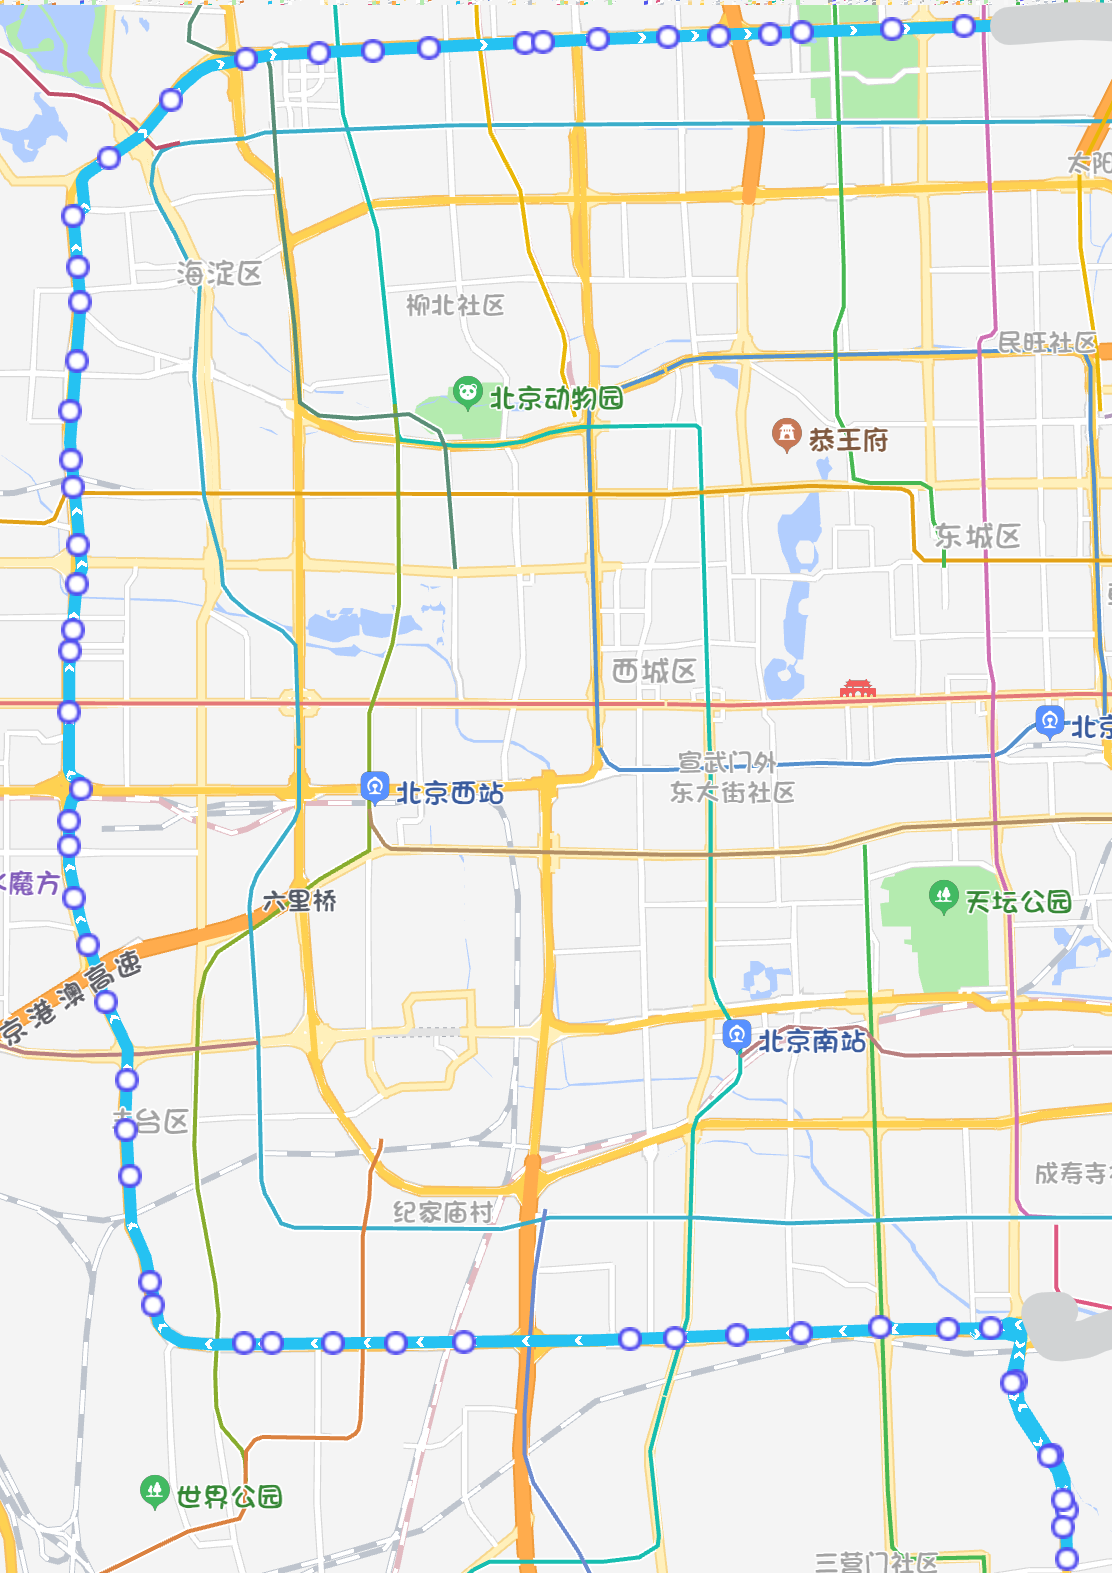 太阳
海淀区
柳北社区
民旺社区
北京动物园
恭王府
东城区
西城区
北京
宣武门外
东大街社区
北京西站
水魔方
六里桥
天坛公园
京港澳高速
北京南站
丰台区
成寿寺
纪家庙村
世界公园
三营门社区